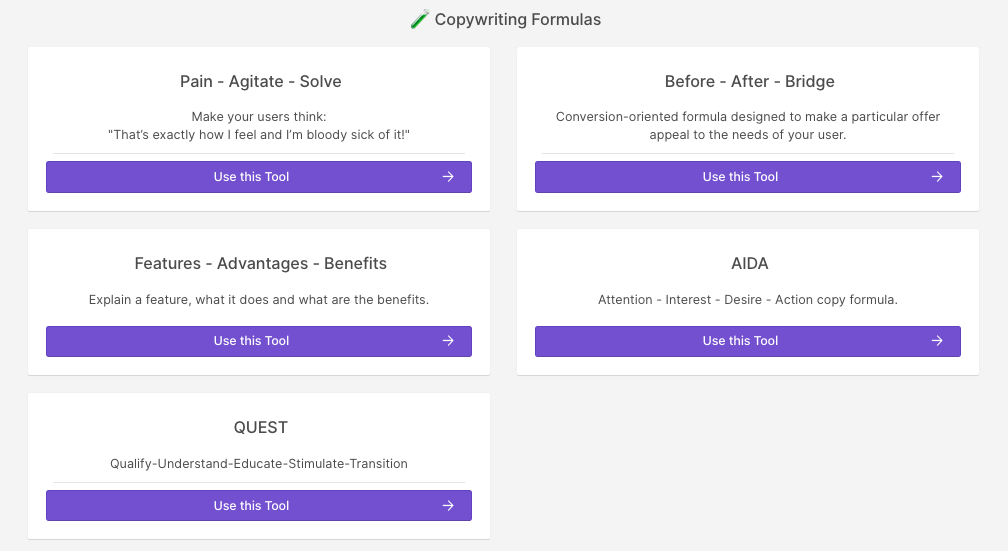 Copywriting Formulas
Pain - Agitate - Solve
Make your users think:
"That’s exactly how I feel and I’m bloody sick of it!"
Use this Tool
Before - After - Bridge
Conversion-oriented formula designed to make a particular offer
appeal to the needs of your user.
Use this Tool
Features - Advantages - Benefits
Explain a feature, what it does and what are the benefits.
Use this Tool
AIDA
Attention - Interest - Desire - Action copy formula.
Use this Tool
QUEST
Qualify-Understand-Educate-Stimulate-Transition
Use this Tool